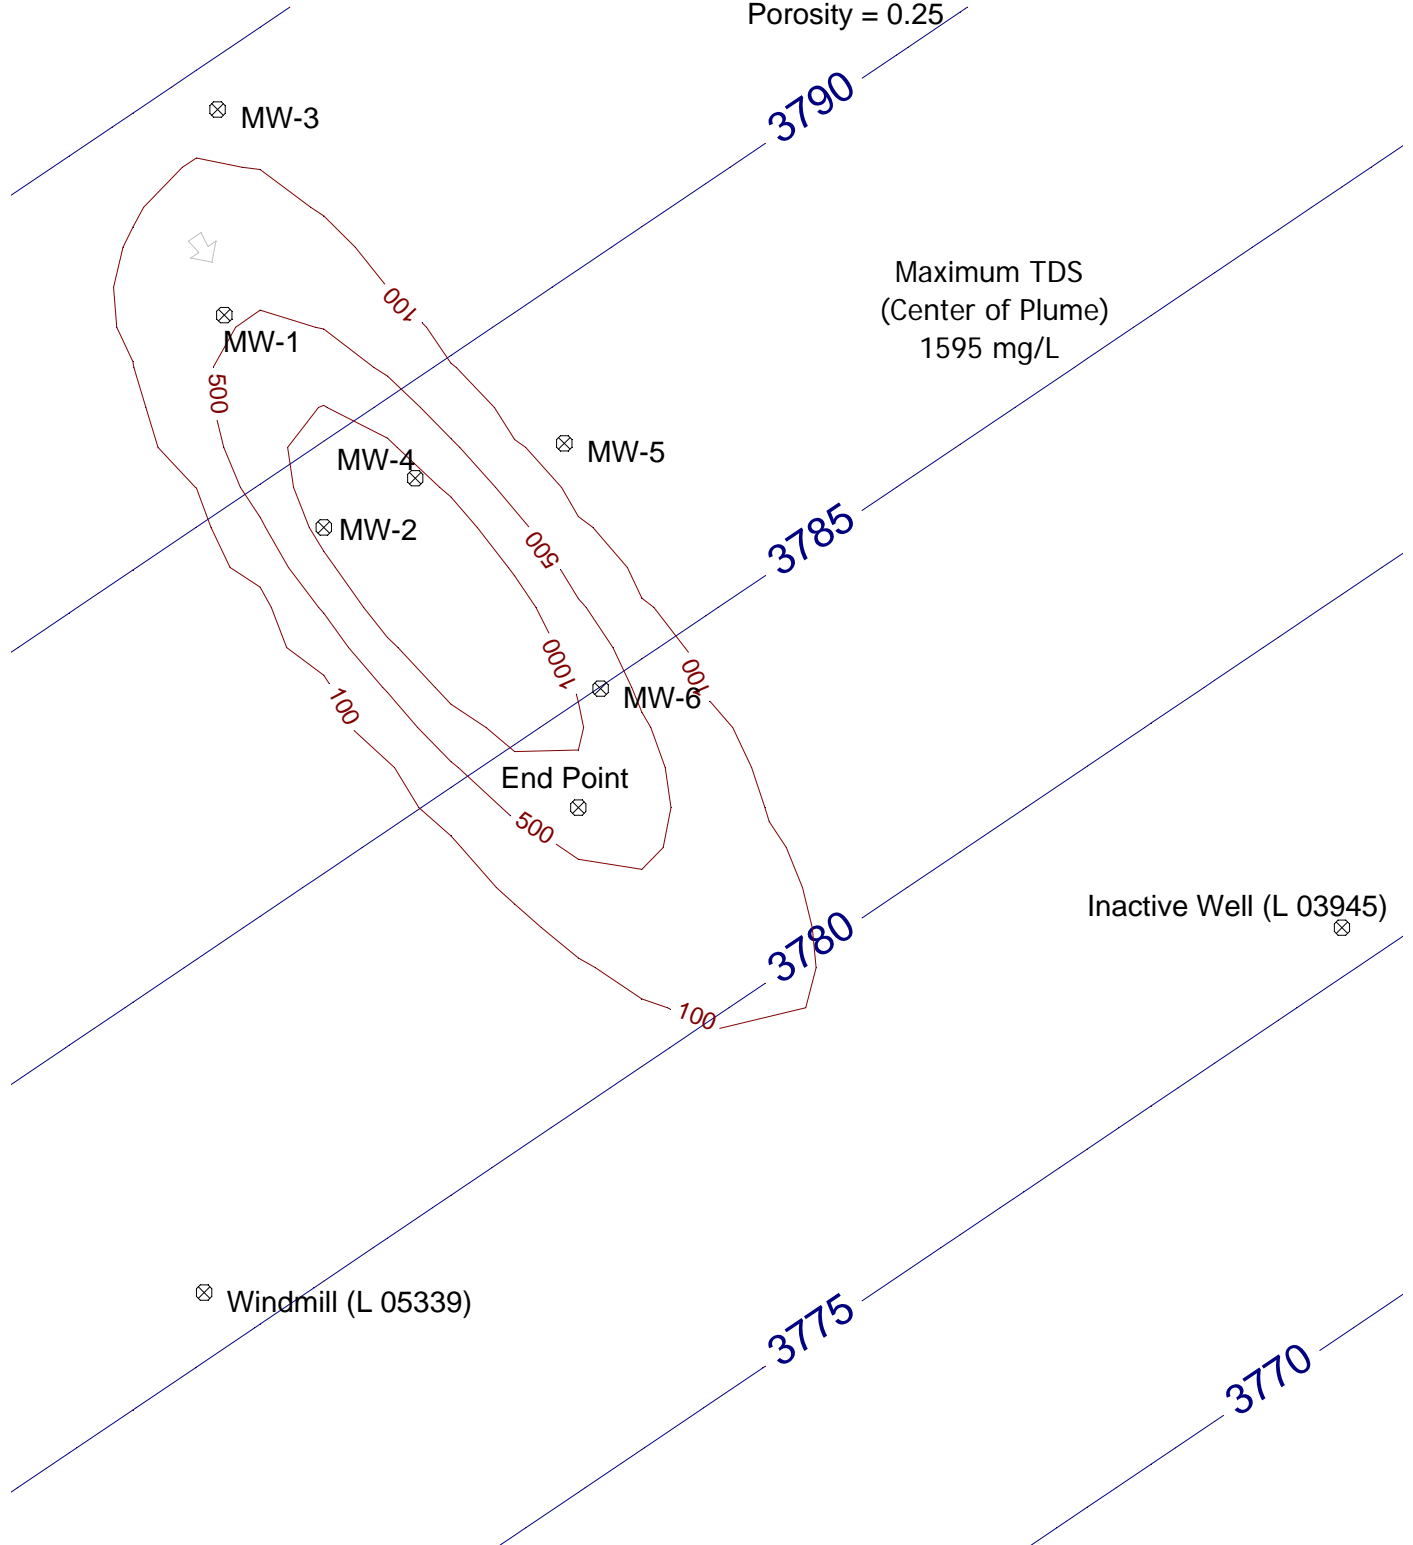 Porosity = 0.25
3790
MW-3
Maximum TDS
(Center of Plume)
1595 mg/L
100
MW-1
500
MW-5
MW-4
3785
MW-2
500
1000
100
MW-6
100
End Point
500
Inactive Well (L 03945)
3780
100
Windmill (L 05339)
3775
3770